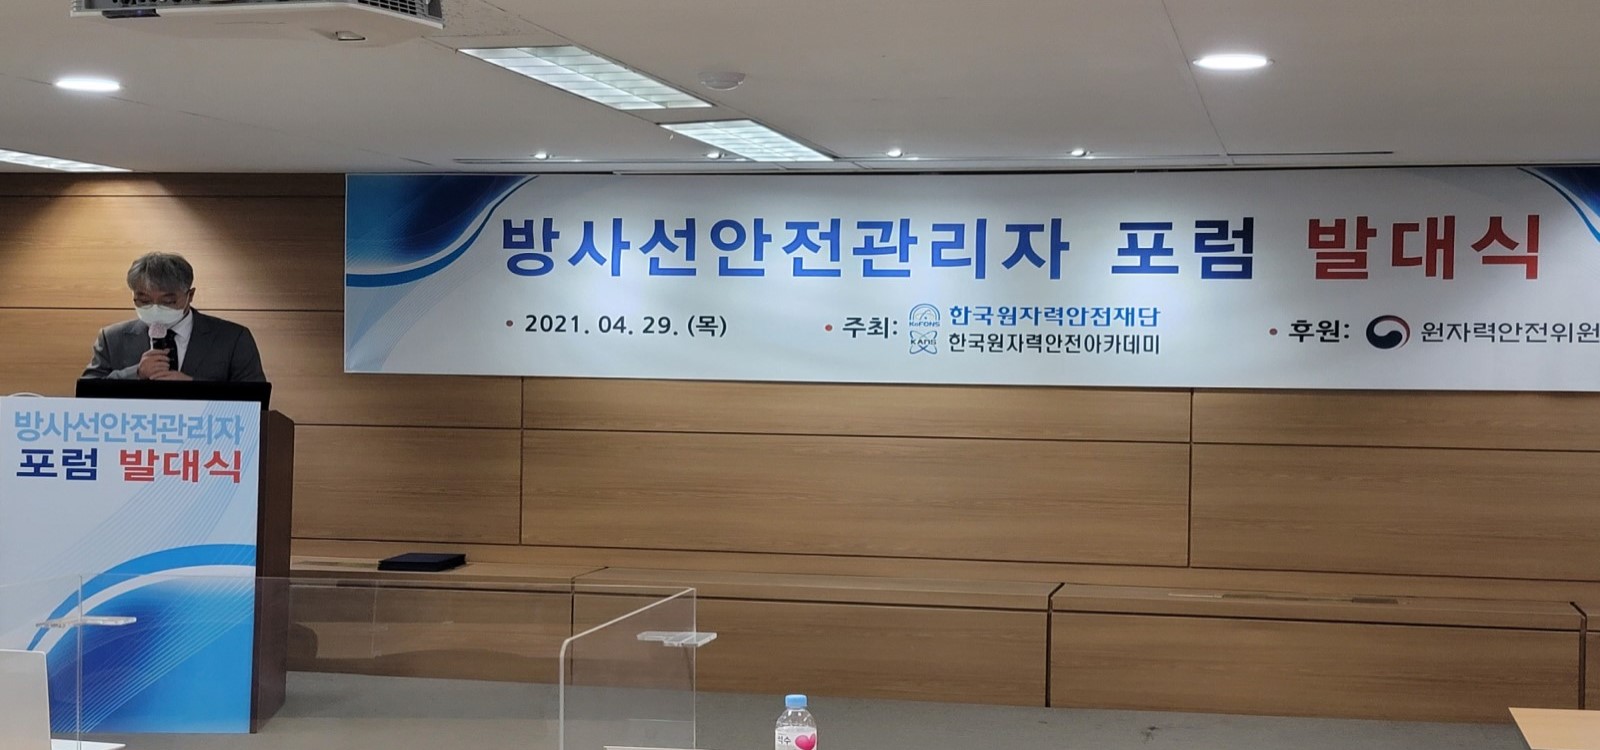 방사선안전관리자 포럼 발대식
• 2021. 04. 29. (목)
• 주최: KoFONS 한국원자력안전재단
KANS 한국원자력안전아카데미
• 후원: 원자력안전위원
방사선안전관리자
포럼 발대식